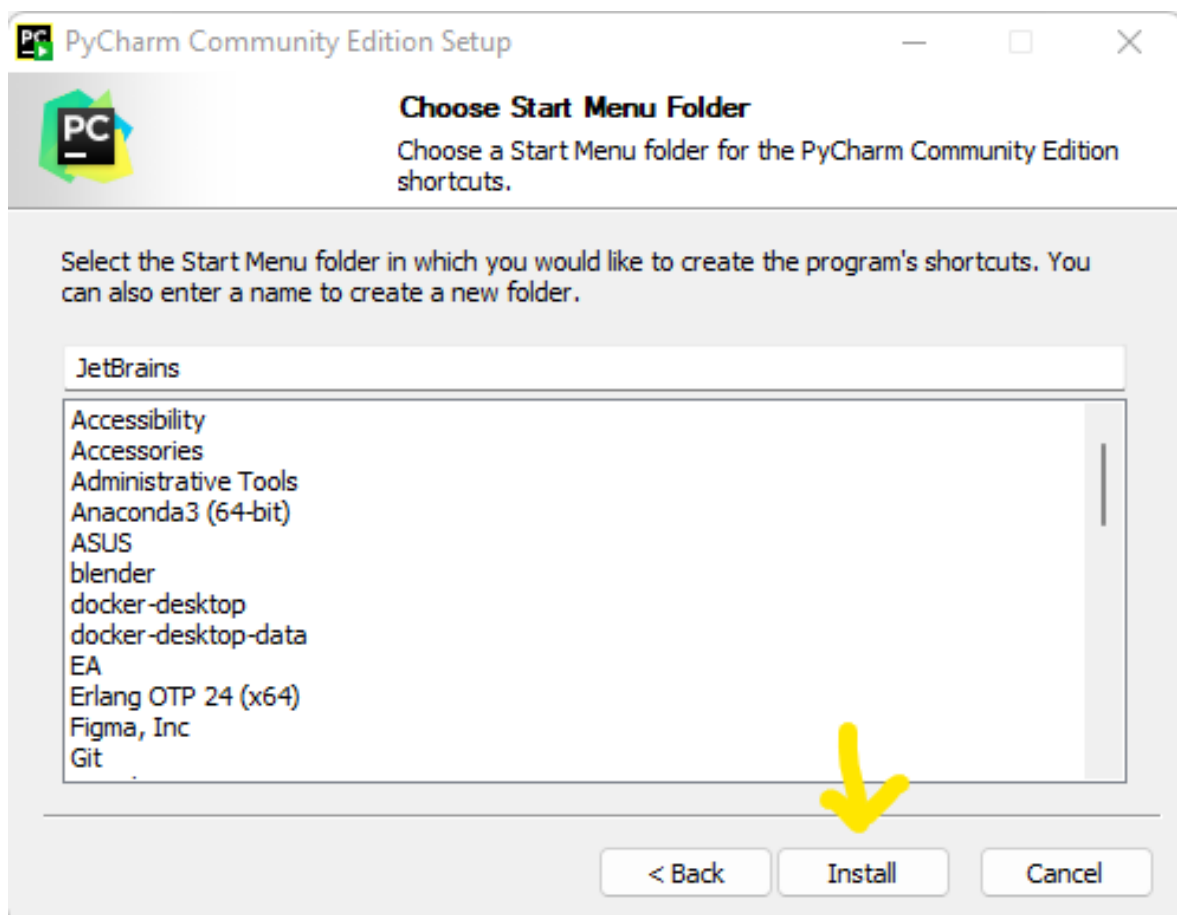 PC PyCharm Community Edition Setup
PC
Choose Start Menu Folder
Choose a Start Menu folder for the PyCharm Community Edition
shortcuts.
Select the Start Menu folder in which you would like to create the program's shortcuts. You
can also enter a name to create a new folder.
JetBrains
Accessibility
Accessories
Administrative Tools
Anaconda3 (64-bit)
ASUS
blender
docker-desktop
docker-desktop-data
EA
Erlang OTP 24 (x64)
Figma, Inc
Git
< Back Install Cancel